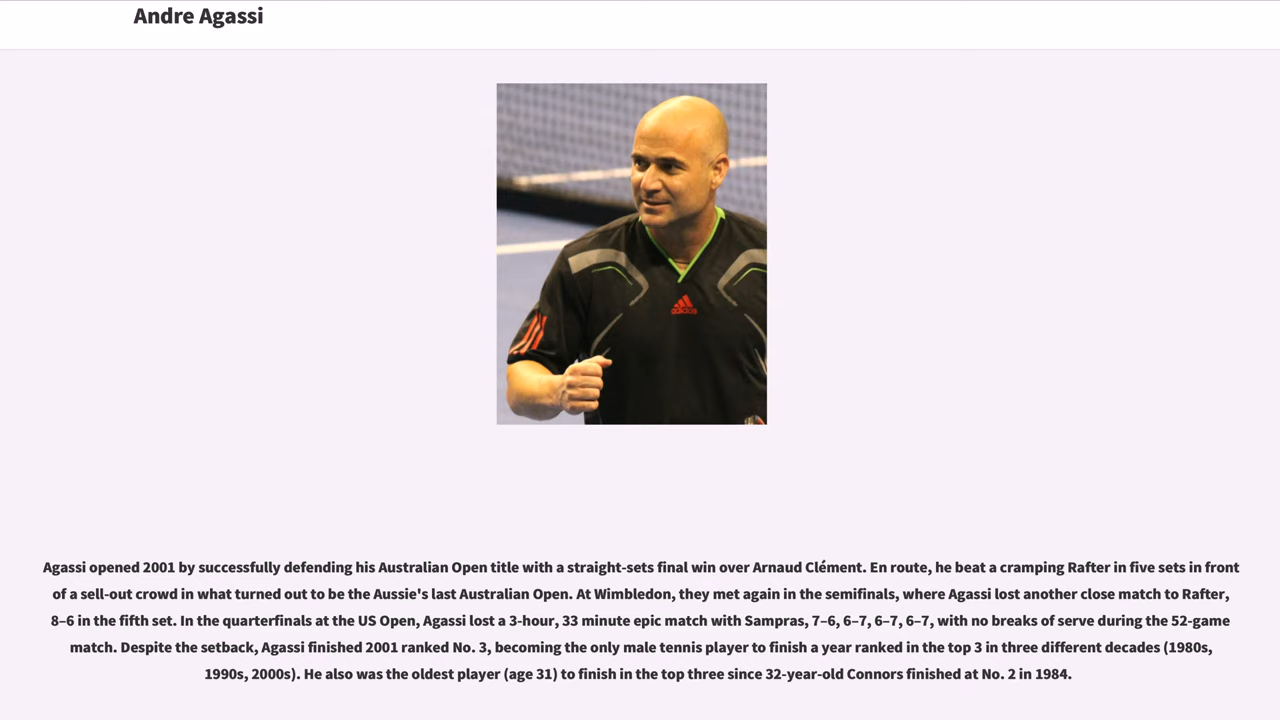 Andre Agassi
adidas
Agassi opened 2001 by successfully defending his Australian Open title with a straight-sets final win over Arnaud Clément. En route, he beat a cramping Rafter in five sets in front
of a sell-out crowd in what turned out to be the Aussie's last Australian Open. At Wimbledon, they met again in the semifinals, where Agassi lost another close match to Rafter,
8–6 in the fifth set. In the quarterfinals at the US Open, Agassi lost a 3-hour, 33 minute epic match with Sampras, 7–6, 6–7, 6–7, 6–7, with no breaks of serve during the 52-game
match. Despite the setback, Agassi finished 2001 ranked No. 3, becoming the only male tennis player to finish a year ranked in the top 3 in three different decades (1980s,
1990s, 2000s). He also was the oldest player (age 31) to finish in the top three since 32-year-old Connors finished at No. 2 in 1984.